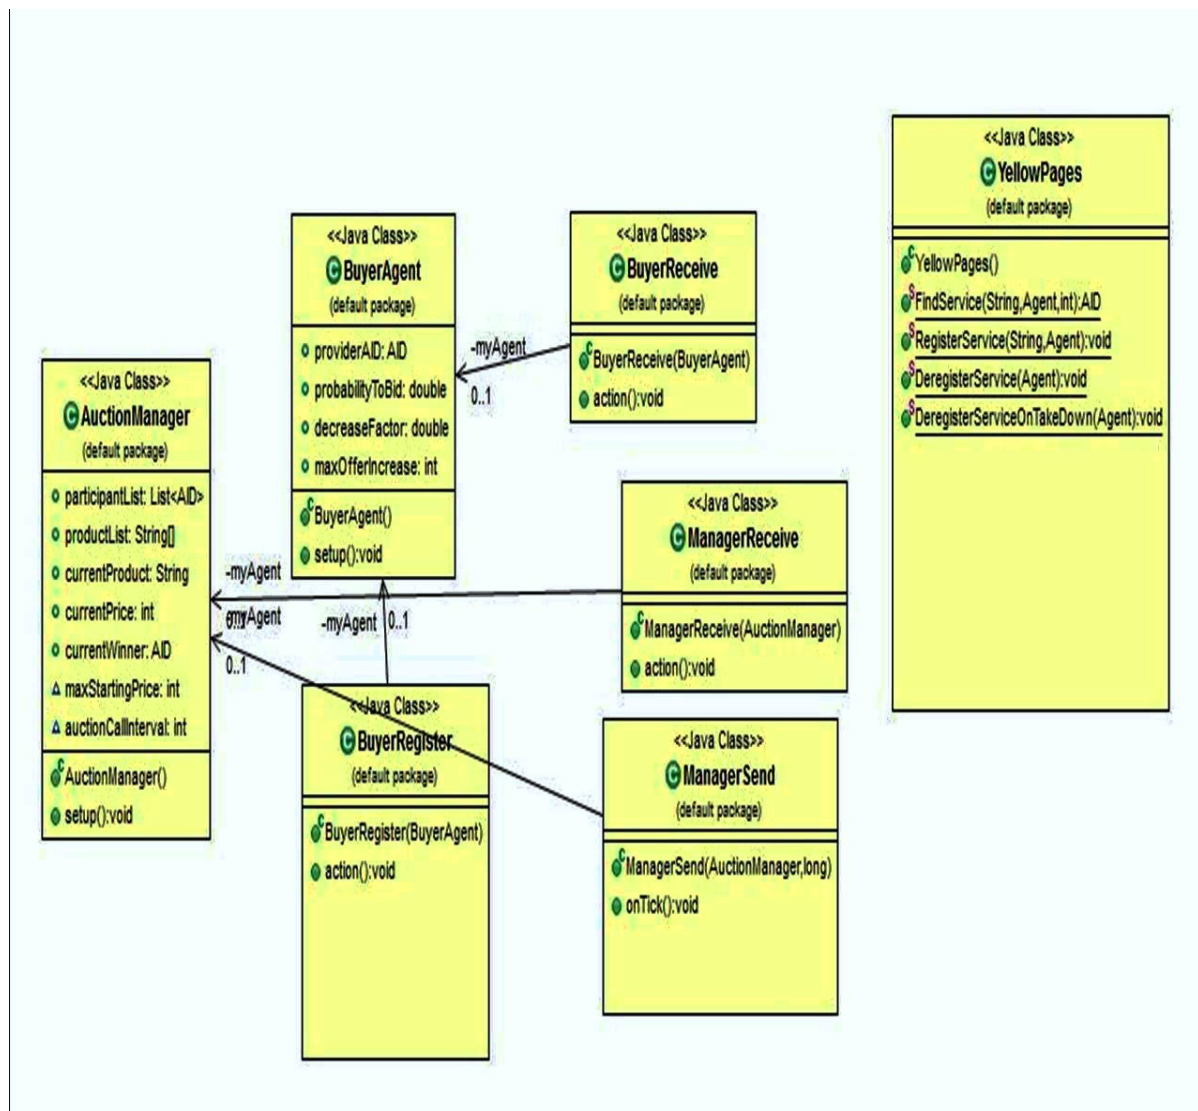 <<Java Class>>
YellowPages
(default package)
YellowPages()
FindService(String,Agent,int):AID
RegisterService(String,Agent):void
DeregisterService(Agent):void
DeregisterServiceOnTakeDown(Agent):void
<<Java Class>>
BuyerAgent
(default package)
providerAID: AID
probabilityToBid: double
decreaseFactor: double
maxOfferIncrease: int
BuyerAgent()
setup():void
<<Java Class>>
BuyerReceive
(default package)
BuyerReceive(BuyerAgent)
action():void
-myAgent
0..1
<<Java Class>>
AuctionManager
(default package)
participantList: List<AID>
productList: String[]
currentProduct: String
currentPrice: int
currentWinner: AID
maxStartingPrice: int
auctionCallInterval: int
AuctionManager()
setup():void
<<Java Class>>
ManagerReceive
(default package)
ManagerReceive(AuctionManager)
action():void
-myAgent
-myAgent
0..1
-myAgent
0..1
<<Java Class>>
BuyerRegister
(default package)
BuyerRegister(BuyerAgent)
action():void
<<Java Class>>
ManagerSend
(default package)
ManagerSend(AuctionManager,long)
onTick():void